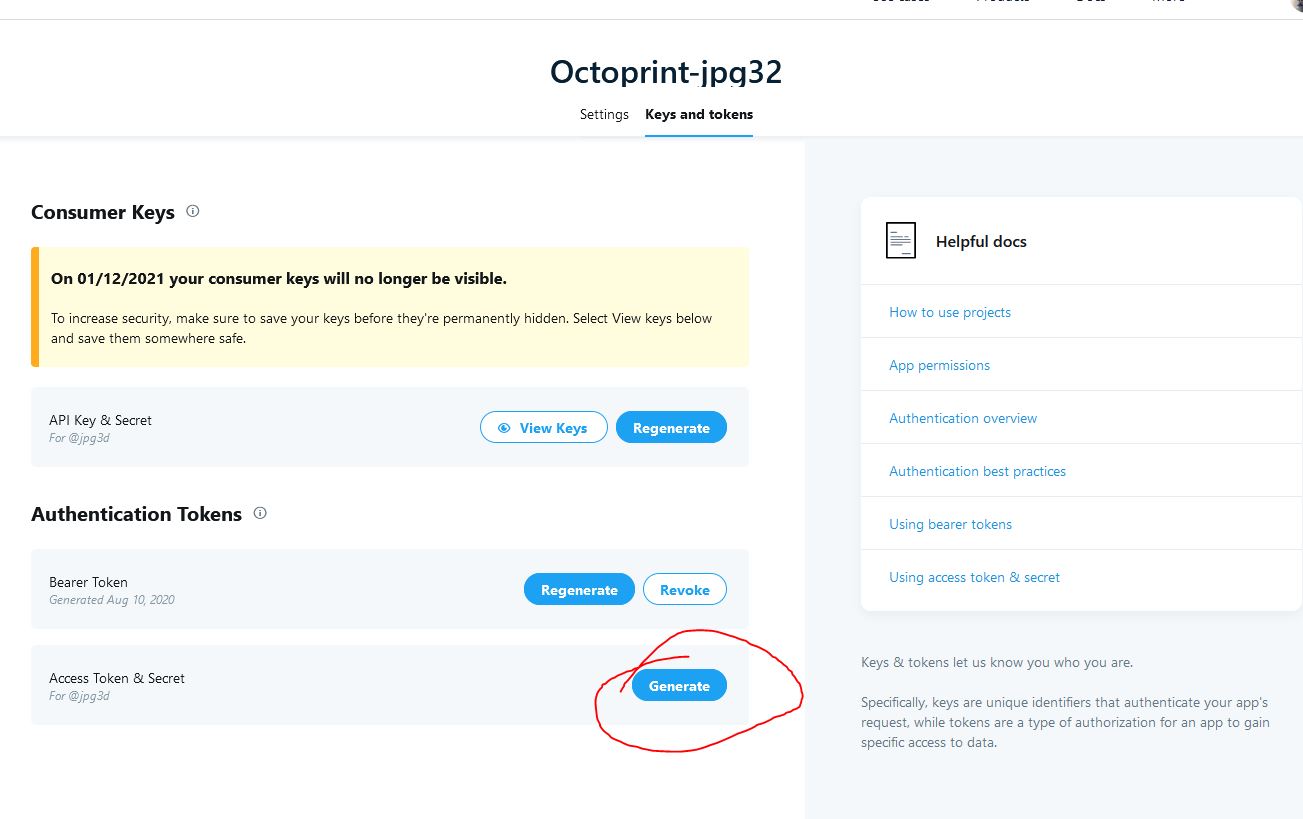 Octoprint-jpg32
Settings Keys and tokens
Consumer Keys
On 01/12/2021 your consumer keys will no longer be visible.
To increase security, make sure to save your keys before they're permanently hidden. Select View keys below
and save them somewhere safe.
API Key & Secret
For @jpg3d
View Keys
Regenerate
Authentication Tokens
Bearer Token
Generated Aug 10, 2020
Regenerate
Revoke
Access Token & Secret
For @jpg3d
Generate
Helpful docs
How to use projects
App permissions
Authentication overview
Authentication best practices
Using bearer tokens
Using access token & secret
Keys & tokens let us know you who you are.
Specifically, keys are unique identifiers that authenticate your app's
request, while tokens are a type of authorization for an app to gain
specific access to data.